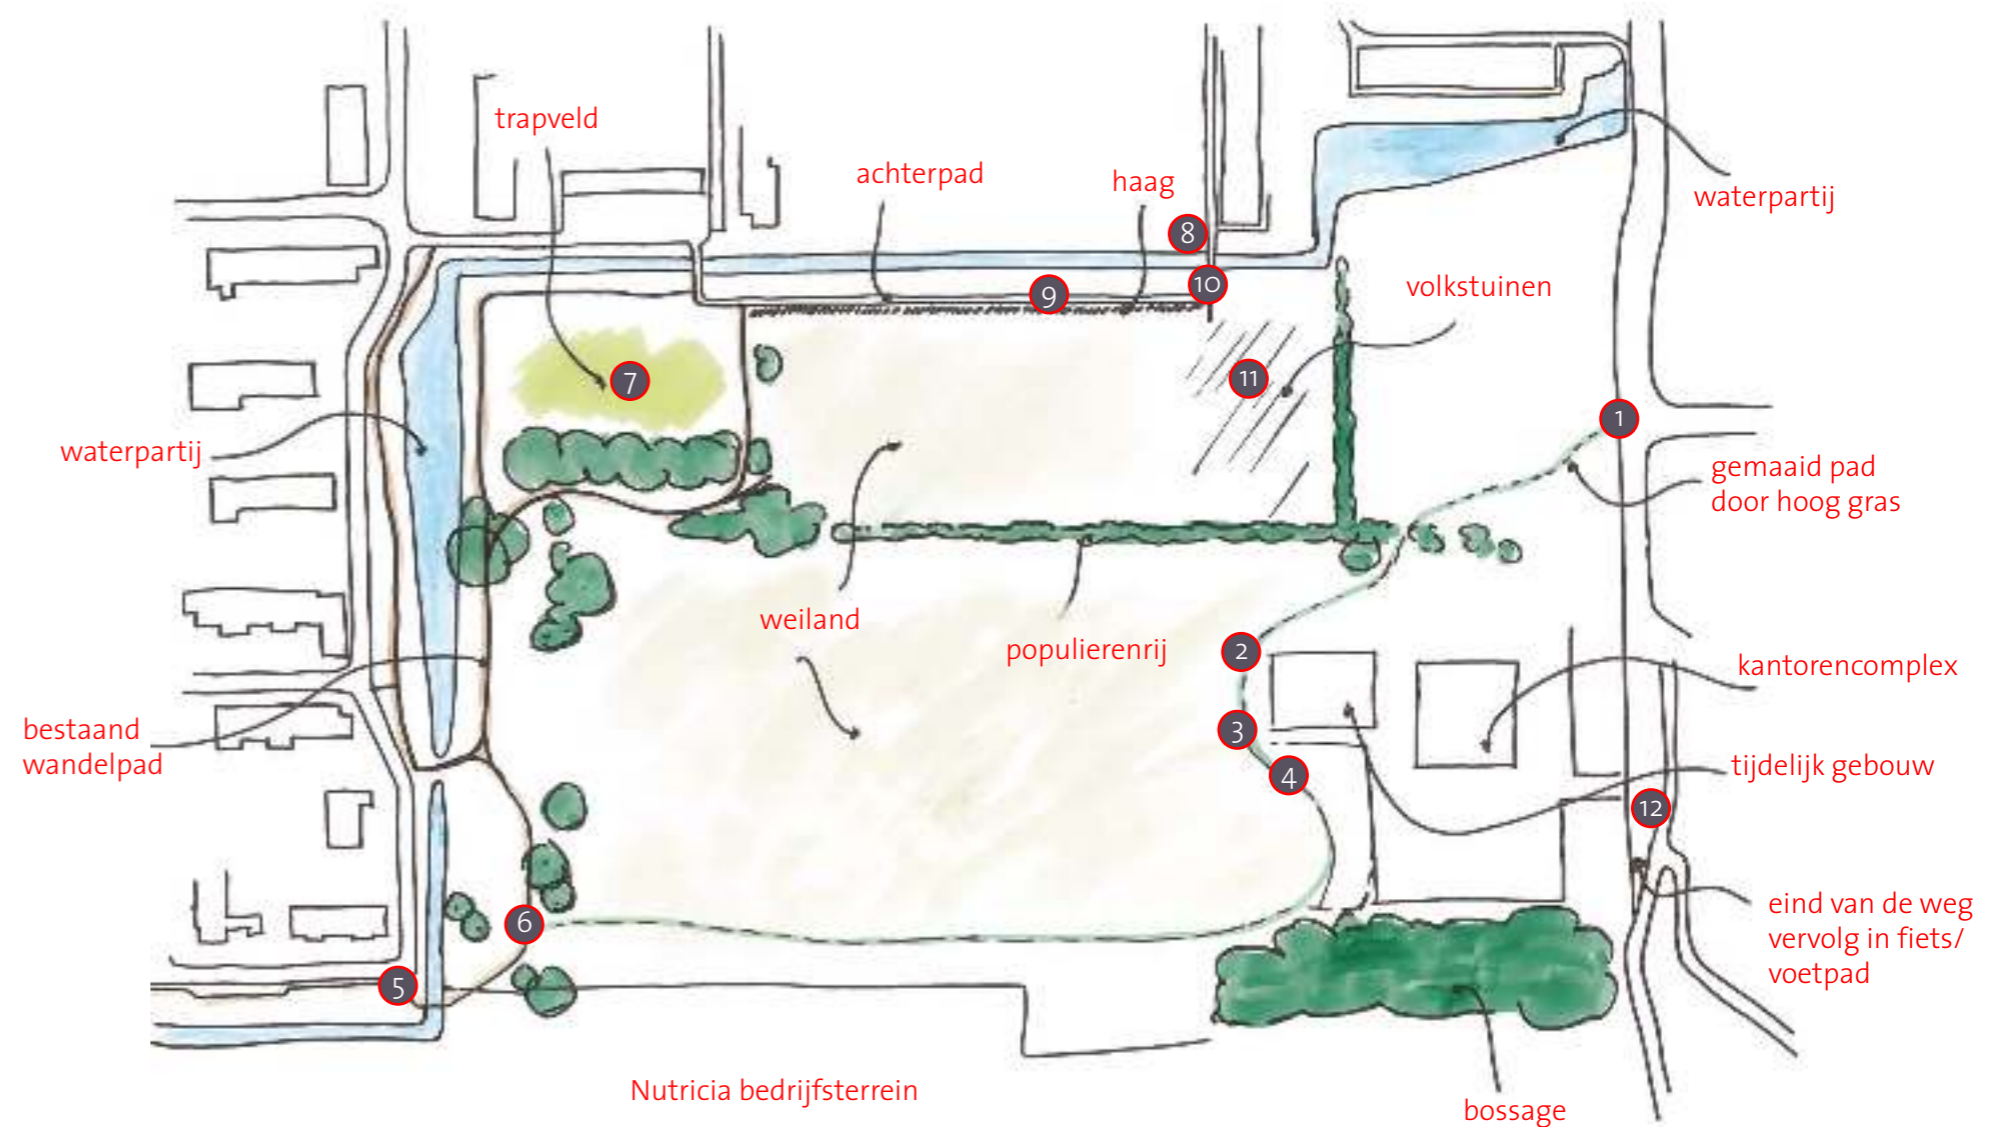 trapveld
achterpad
haag
waterpartij
8
10
9
volkstuinen
7
11
1
waterpartij
gemaaid pad
door hoog gras
weiland
populierenrij
2
kantorencomplex
bestaand
wandelpad
3
4
tijdelijk gebouw
12
6
eind van de weg
vervolg in fiets/
voetpad
5
Nutricia bedrijfsterrein
bossage